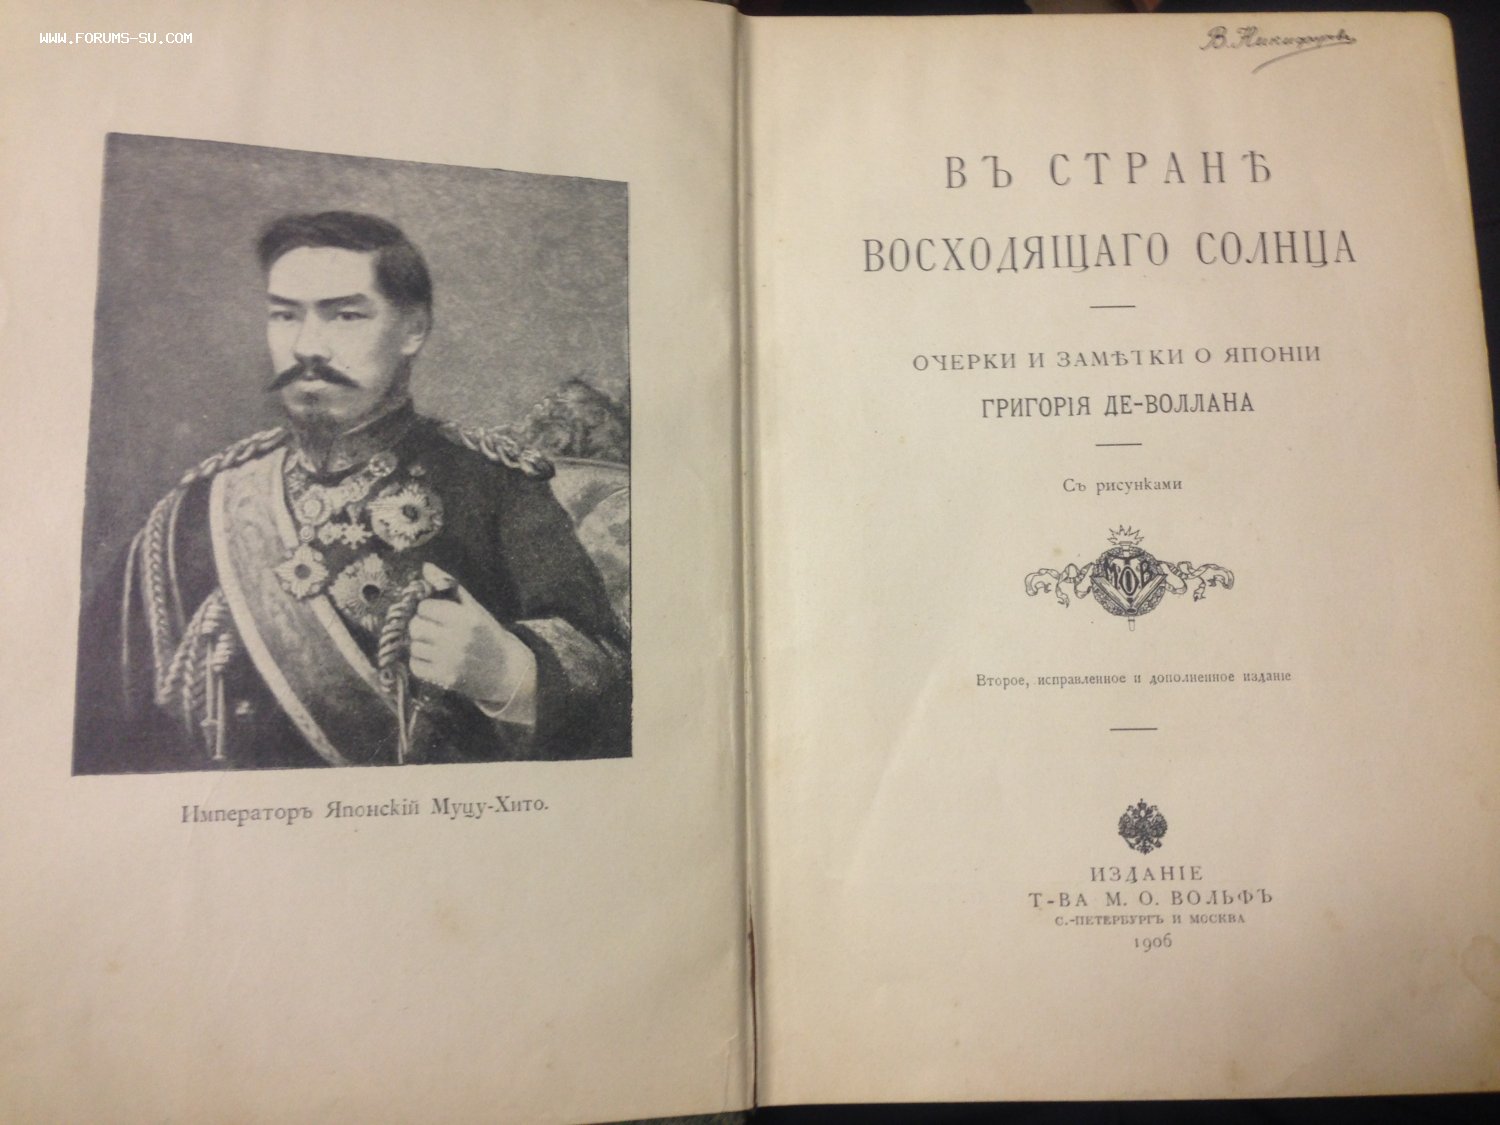 WWW.FORUMS-SU.COM
Императоръ Японскій Муцу-Хито.
В. Никифоровъ
ВЪ СТРАНѢ
ВОСХОДЯЩАГО СОЛНЦА
ОЧЕРКИ И ЗАМѢТКИ О ЯПОНІИ
ГРИГОРІЯ ДЕ-ВОЛЛАНА
Съ рисунками
М О В
Второе, исправленное и дополненное изданіе
ИЗДАНІЕ
Т-ВА М. О. ВОЛЬФЪ
С.-ПЕТЕРБУРГЪ И МОСКВА
1906